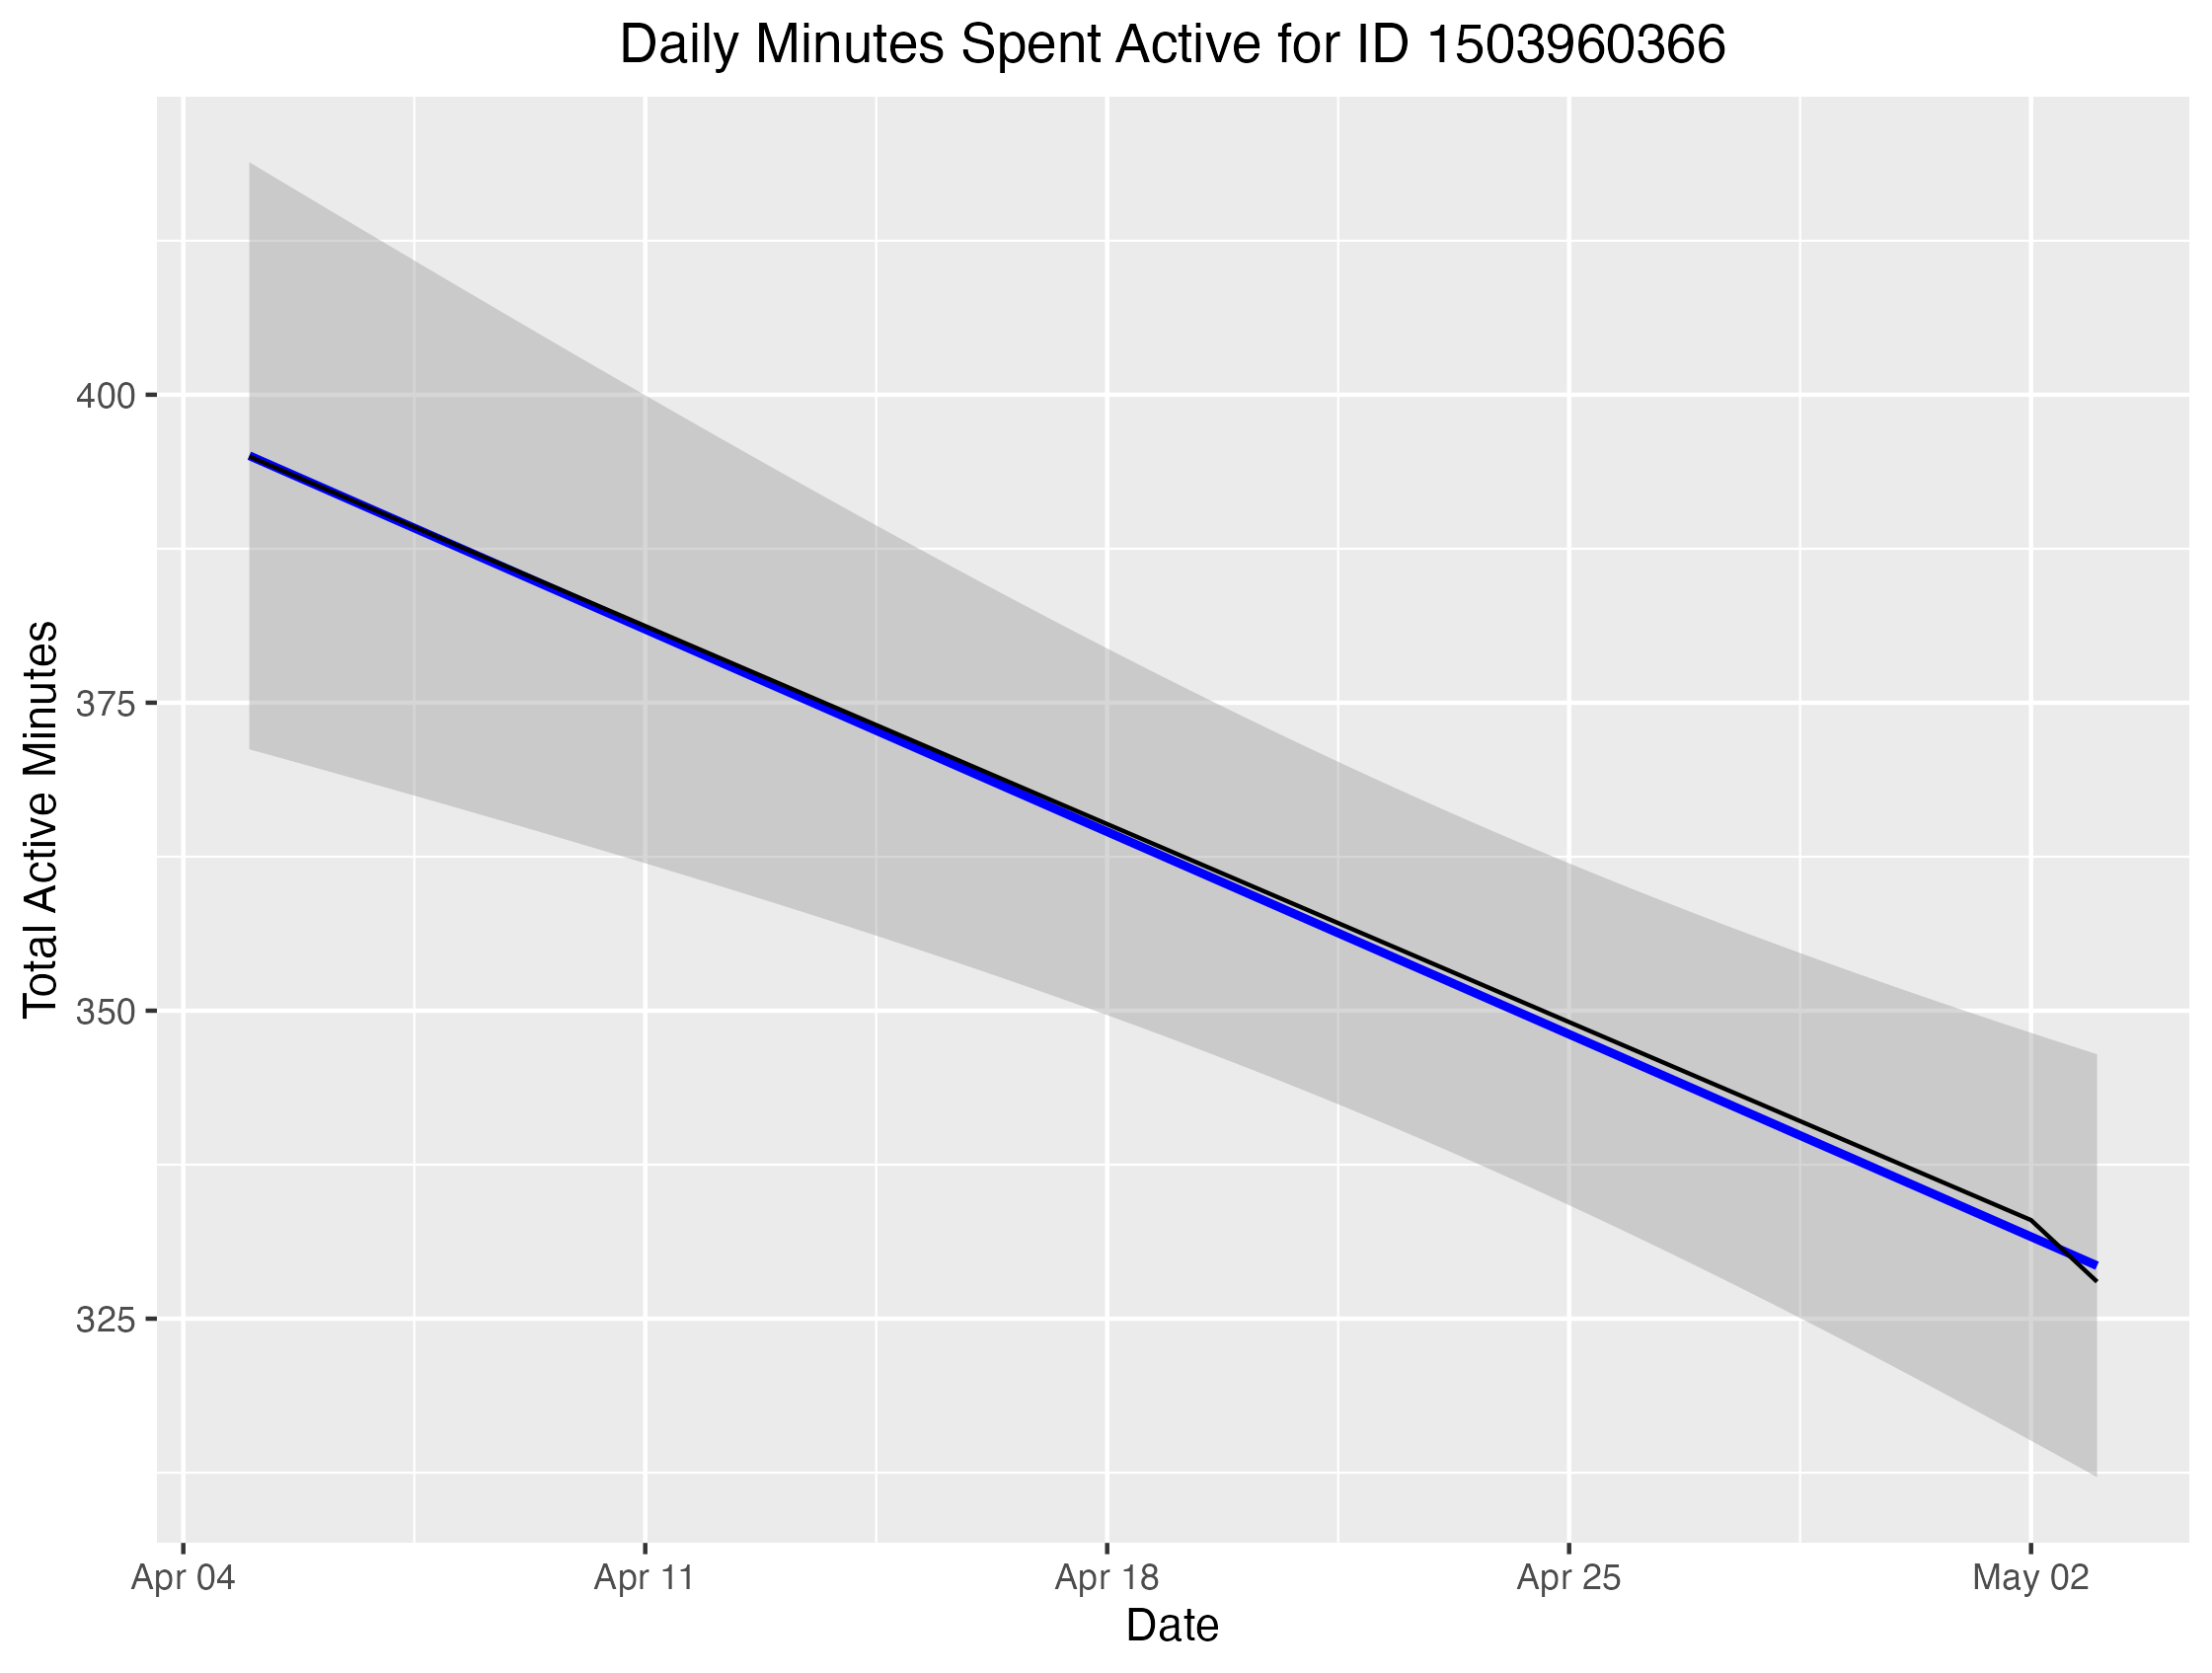 Daily Minutes Spent Active for ID 1503960366
Total Active Minutes
400
375
350
325
Apr 04
Apr 11
Apr 18
Apr 25
May 02
Date